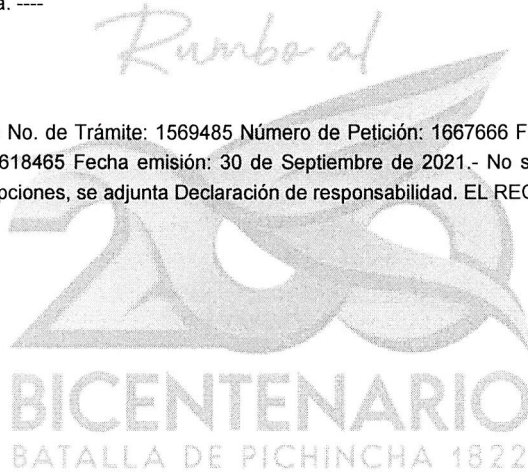 a. ----
Rumbo al
No. de Trámite: 1569485 Número de Petición: 1667666 F
618465 Fecha emisión: 30 de Septiembre de 2021.- No s
pciones, se adjunta Declaración de responsabilidad. EL REG
200
BICENTENARIO
BATALLA DE PICHINCHA 1822